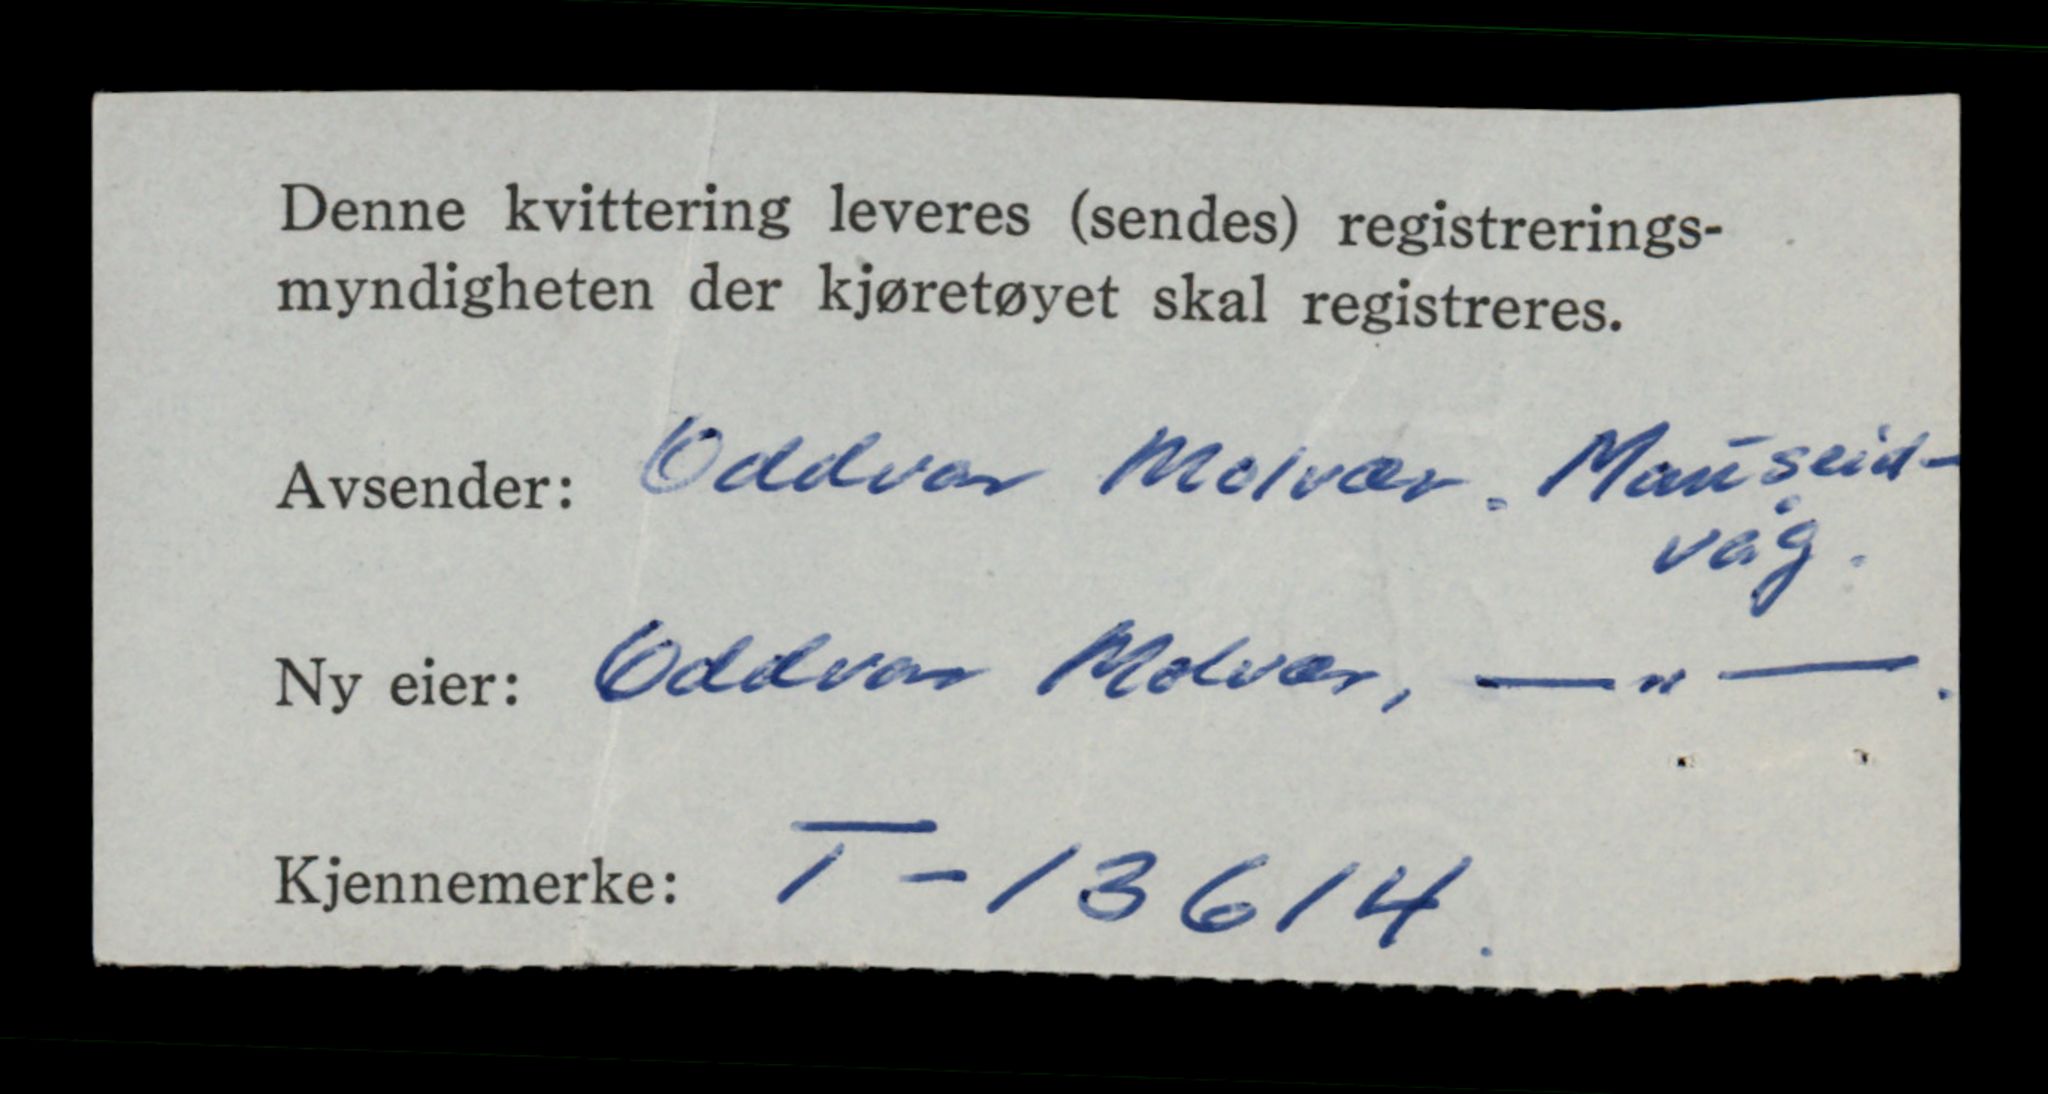 Denne kvittering leveres (sendes) registrerings-
myndigheten der kjøretøyet skal registreres.
Avsender: Oddvar Molvær. Mauseid-
våg.
Ny eier: Oddvar Molvær, — " — .
Kjennemerke: T-13614.